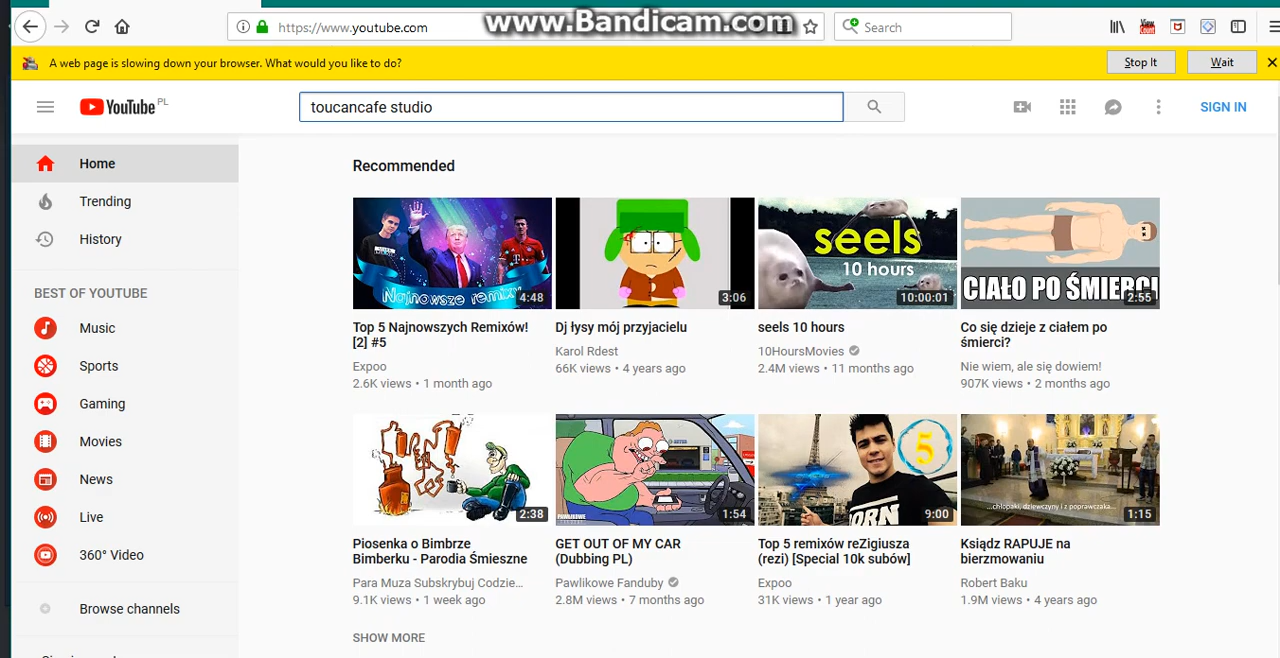 www.Bandicam.com
https://www.youtube.com
Search
A web page is slowing down your browser. What would you like to do?
Stop It
Wait
YouTube PL
toucancafe studio
SIGN IN
Home
Trending
History
BEST OF YOUTUBE
Music
Sports
Gaming
Movies
News
Live
360° Video
Browse channels
Recommended
Najnowsze remixy
4:48
Top 5 Najnowszych Remixów!
[2] #5
Expoo
2.6K views • 1 month ago
3:06
Dj łysy mój przyjacielu
Karol Rdest
66K views • 4 years ago
seels
10 hours
10:00:01
seels 10 hours
10HoursMovies
2.4M views • 11 months ago
CIAŁO PO ŚMIERCI
2:55
Co się dzieje z ciałem po
śmierci?
Nie wiem, ale się dowiem!
907K views • 2 months ago
2:38
Piosenka o Bimbrze
Bimberku - Parodia Śmieszne
Para Muza Subskrybuj Codzie...
9.1K views • 1 week ago
PAWLIKOWE
1:54
GET OUT OF MY CAR
(Dubbing PL)
Pawlikowe Fanduby
2.8M views • 7 months ago
5
BORN
9:00
Top 5 remixów reZigiusza
(rezi) [Special 10k subów]
Expoo
31K views • 1 year ago
...chłopaki, dziewczyny i z poprawczaka...
1:15
Ksiądz RAPUJE na
bierzmowaniu
Robert Baku
1.9M views • 4 years ago
SHOW MORE